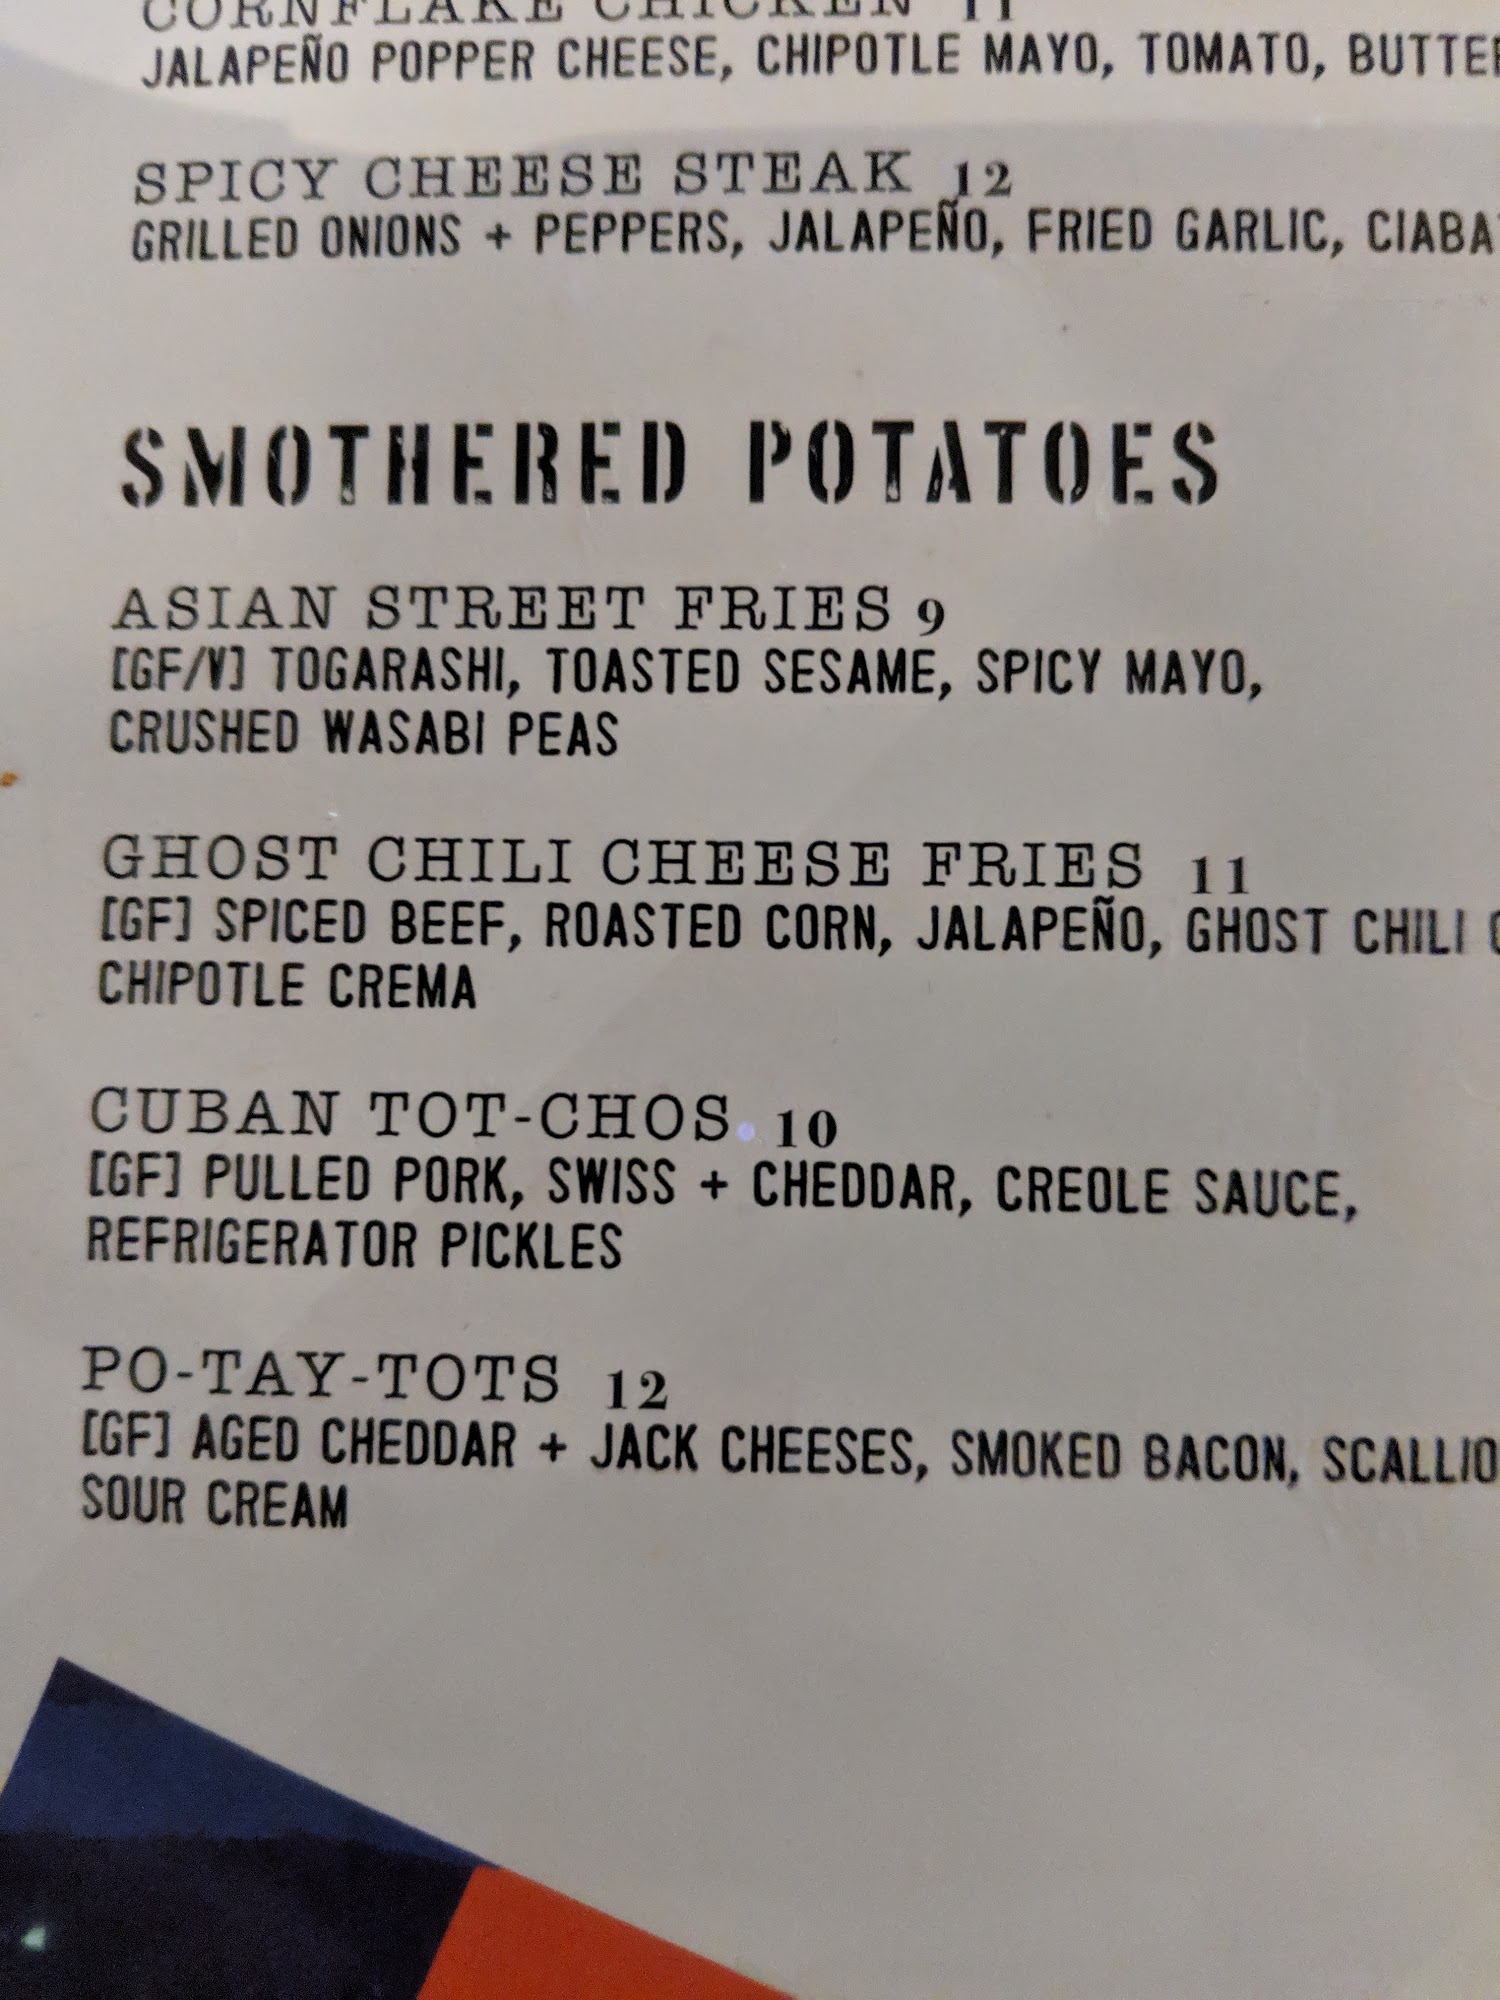 CORNFLAKE CHICKEN 11
JALAPEÑO POPPER CHEESE, CHIPOTLE MAYO, TOMATO,
SPICY CHEESE STEAK 12
GRILLED ONIONS + PEPPERS, JALAPEÑO, FRIED GARLIC,
SMOTHERED POTATOES
ASIAN STREET FRIES 9
[GF/V] TOGARASHI, TOASTED SESAME, SPICY MAYO,
CRUSHED WASABI PEAS
GHOST CHILI CHEESE FRIES 11
[GF] SPICED BEEF, ROASTED CORN, JALAPEÑO, GHOST CHILI
CHIPOTLE CREMA
CUBAN TOT-CHOS 10
[GF] PULLED PORK, SWISS + CHEDDAR, CREOLE SAUCE,
REFRIGERATOR PICKLES
PO-TAY-TOTS 12
[GF] AGED CHEDDAR + JACK CHEESES, SMOKED BACON,
SOUR CREAM